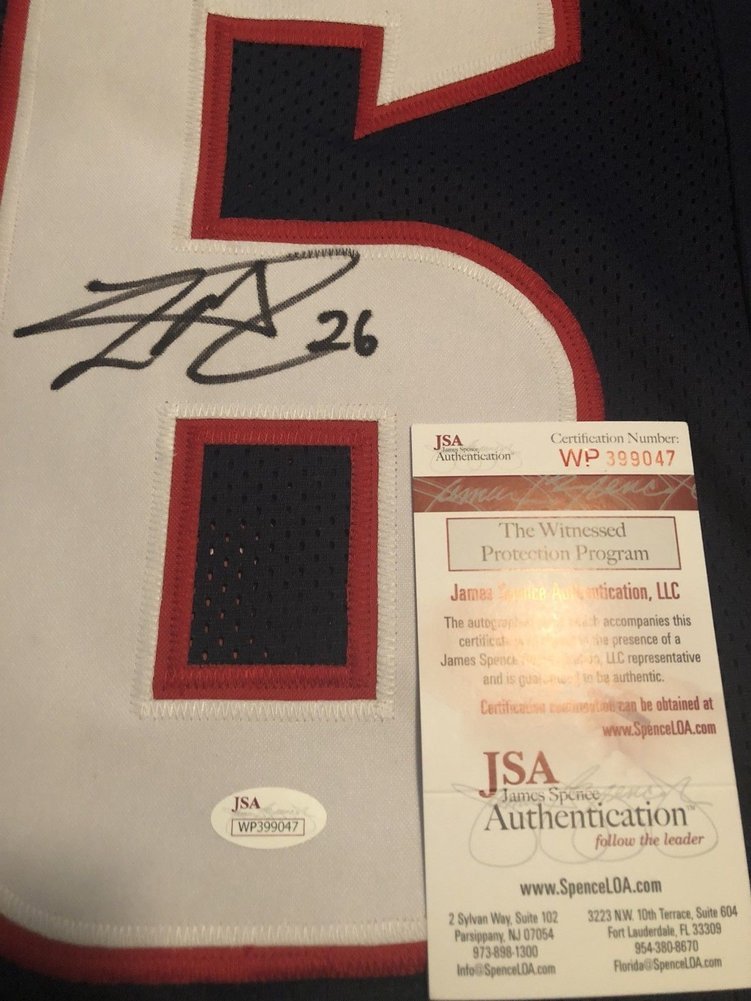 26
JSA
James Spence
Authentication™
Certification Number:
WP 399047
The Witnessed
Protection Program
James Spence Authentication, LLC
The autograph which accompanies this
in the presence of a
James Spence Authentication, LLC representative
and is guaranteed to be authentic.
Certification confirmation can be obtained at
www.SpenceLOA.com
JSA
James Spence
Authentication™
follow the leader
www.SpenceLOA.com
2 Sylvan Way, Suite 102
Parsippany, NJ 07054
973-898-1300
Info@SpenceLOA.com
3223 N.W. 10th Terrace, Suite 604
Fort Lauderdale, FL 33309
954-380-8670
Florida@SpenceLOA.com
JSA
WP399047